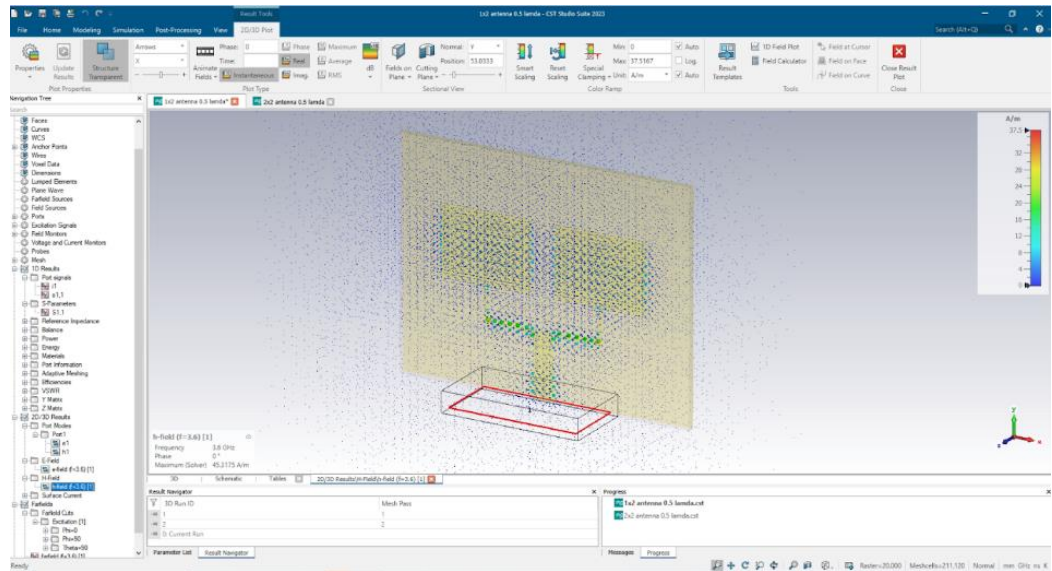 Result Tools
1x2 antenna 0.5 lamda - CST Studio Suite 2023
File Home Modeling Simulation Post-Processing View 2D/3D Plot
Search (Alt+Q)
Properties
Update Results
Structure Transparent
Arrows
X
Plot Properties
Animate Fields
Phase: 0
Time:
Instantaneous
Phase Maximum
Real Average
Imag. RMS
dB
Plot Type
Fields on Plane
Cutting Plane
Normal: Y
Position: 53.0333
Sectional View
Smart Scaling
Reset Scaling
Special Clamping
Min: 0 Auto
Max: 37.5167 Log.
Unit: A/m Auto
Color Ramp
Result Templates
1D Field Plot
Field Calculator
Field at Cursor
Field on Face
Field on Curve
Tools
Close Result Plot
Close
Navigation Tree
1x2 antenna 0.5 lamda*
2x2 antenna 0.5 lamda
Search
Faces
Curves
WCS
Anchor Points
Wires
Voxel Data
Dimensions
Lumped Elements
Plane Wave
Farfield Sources
Field Sources
Ports
Excitation Signals
Field Monitors
Voltage and Current Monitors
Probes
Mesh
1D Results
Port signals
i1
o1,1
S-Parameters
S1,1
Reference Impedance
Balance
Power
Energy
Materials
Port Information
Adaptive Meshing
Efficiencies
VSWR
Y Matrix
Z Matrix
2D/3D Results
Port Modes
Port1
e1
h1
E-Field
e-field (f=3.6) [1]
H-Field
h-field (f=3.6) [1]
Surface Current
Farfields
Farfield Cuts
Excitation [1]
Phi=0
Phi=90
Theta=90
farfield (f=3.6) [1]
A/m
37.5
32
28
24
20
16
12
8
4
0
1
y
h-field (f=3.6) [1]
Frequency 3.6 GHz
Phase 0°
Maximum (Solver) 45.2175 A/m
3D Schematic Tables 2D/3D Results\H-Field\h-field (f=3.6) [1]
Result Navigator
3D Run ID Mesh Pass
1 1
2 2
0: Current Run
Parameter List Result Navigator
Progress
1x2 antenna 0.5 lamda.cst
2x2 antenna 0.5 lamda.cst
Messages Progress
Ready
Raster=20.000 Meshcells=211,120 Normal mm GHz ns K